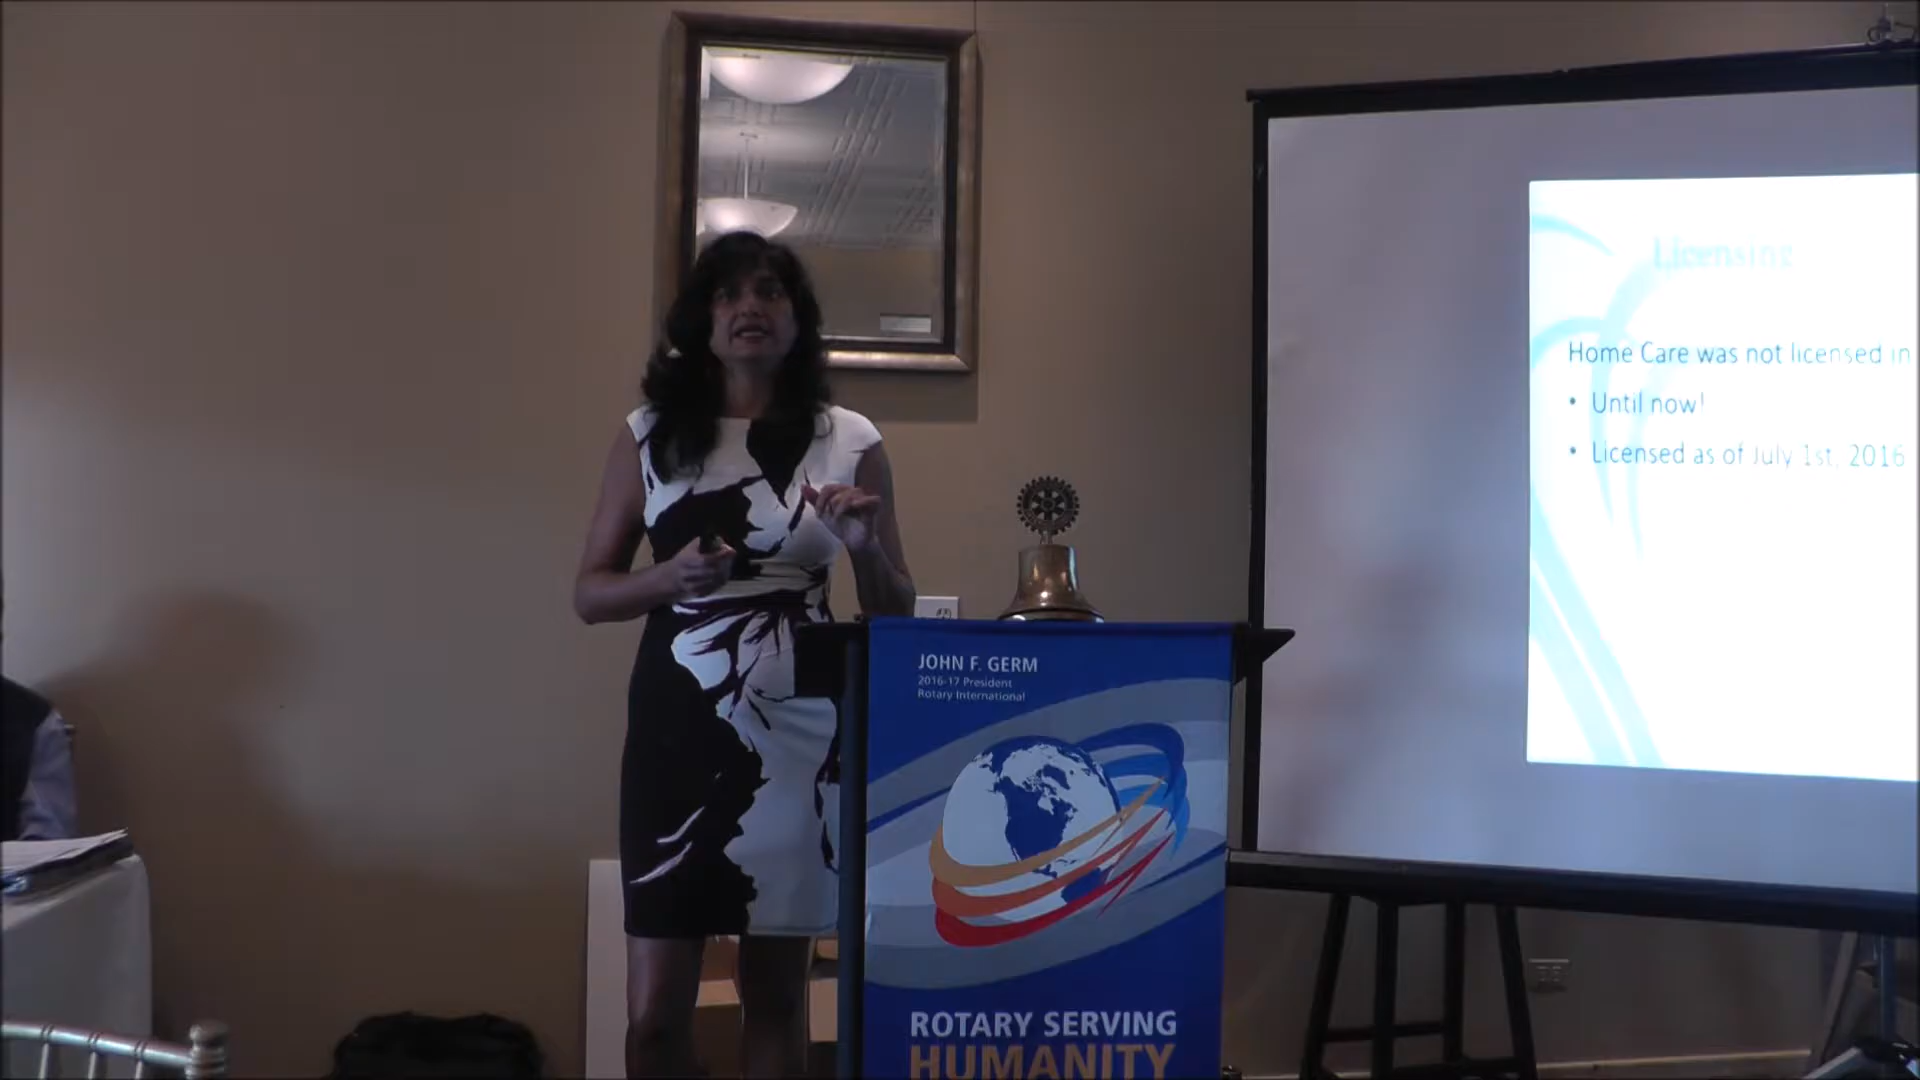 Licensing
Home Care was not licensed in
• Until now!
• Licensed as of July 1st, 2016
JOHN F. GERM
2016-17 President
Rotary International
ROTARY SERVING
HUMANITY